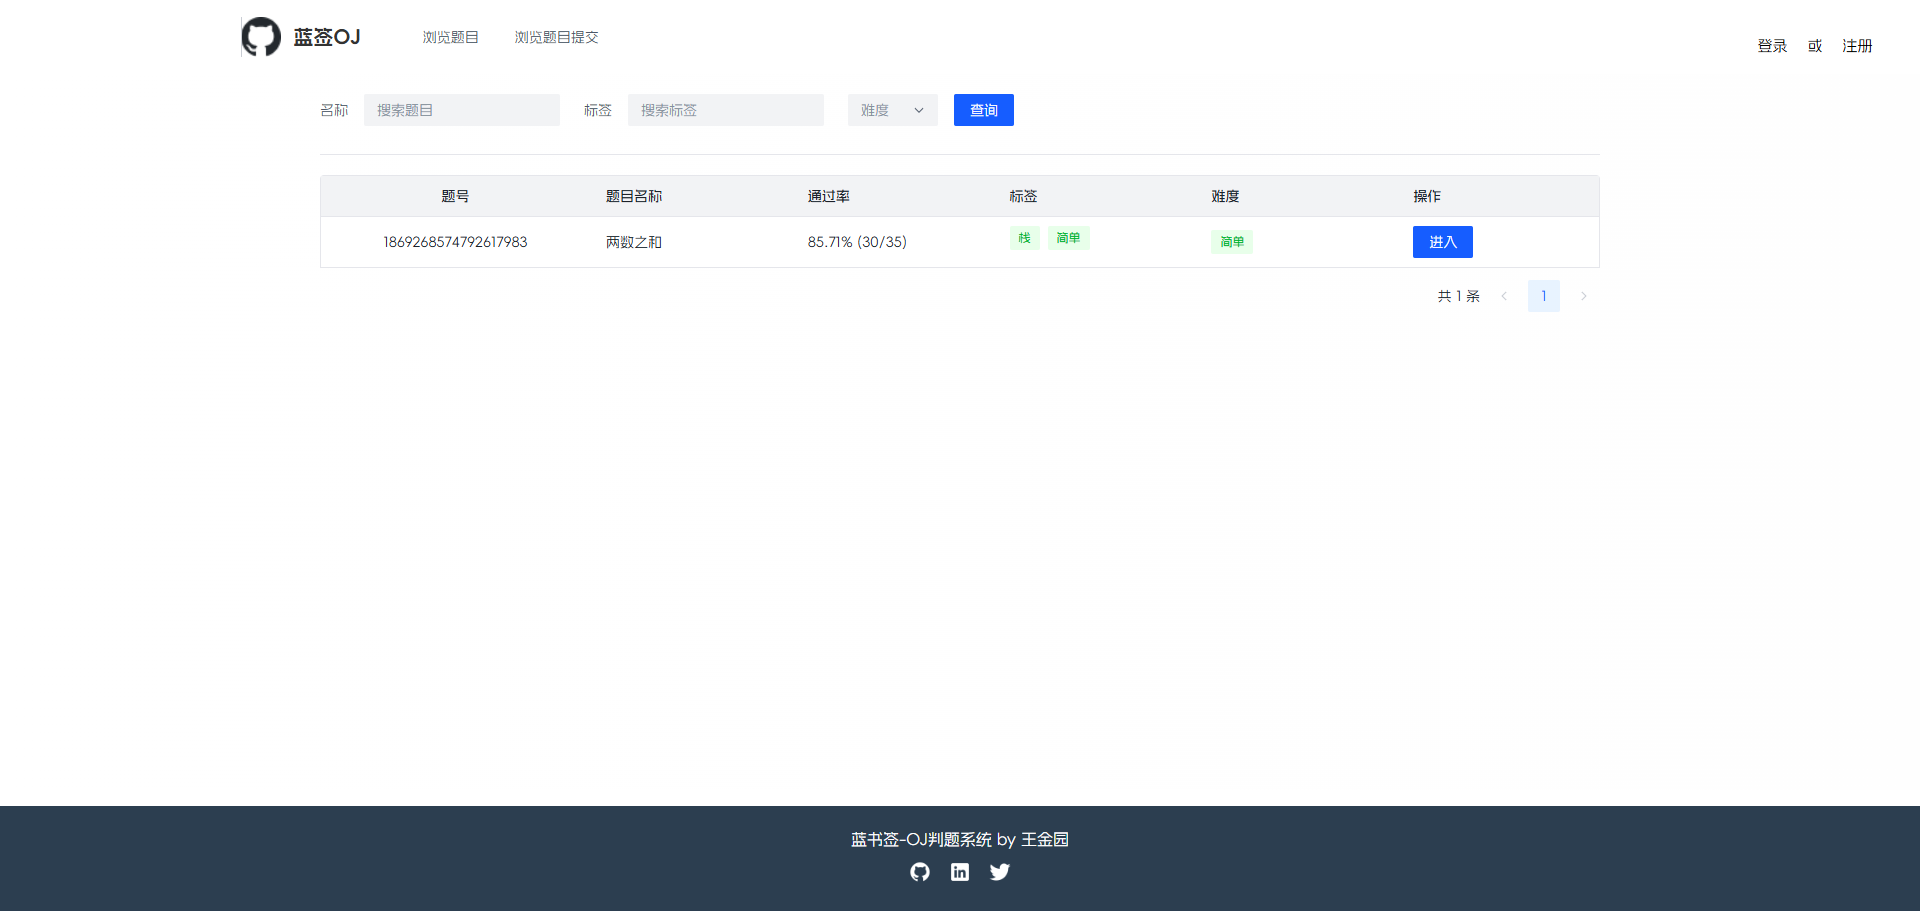 蓝签OJ 浏览题目 浏览题目提交 登录 或 注册
名称 搜索题目 标签 搜索标签 难度 查询
题号 题目名称 通过率 标签 难度 操作
1869268574792617983 两数之和 85.71% (30/35) 栈 简单 简单 进入
共 1 条 1
蓝书签-OJ判题系统 by 王金园